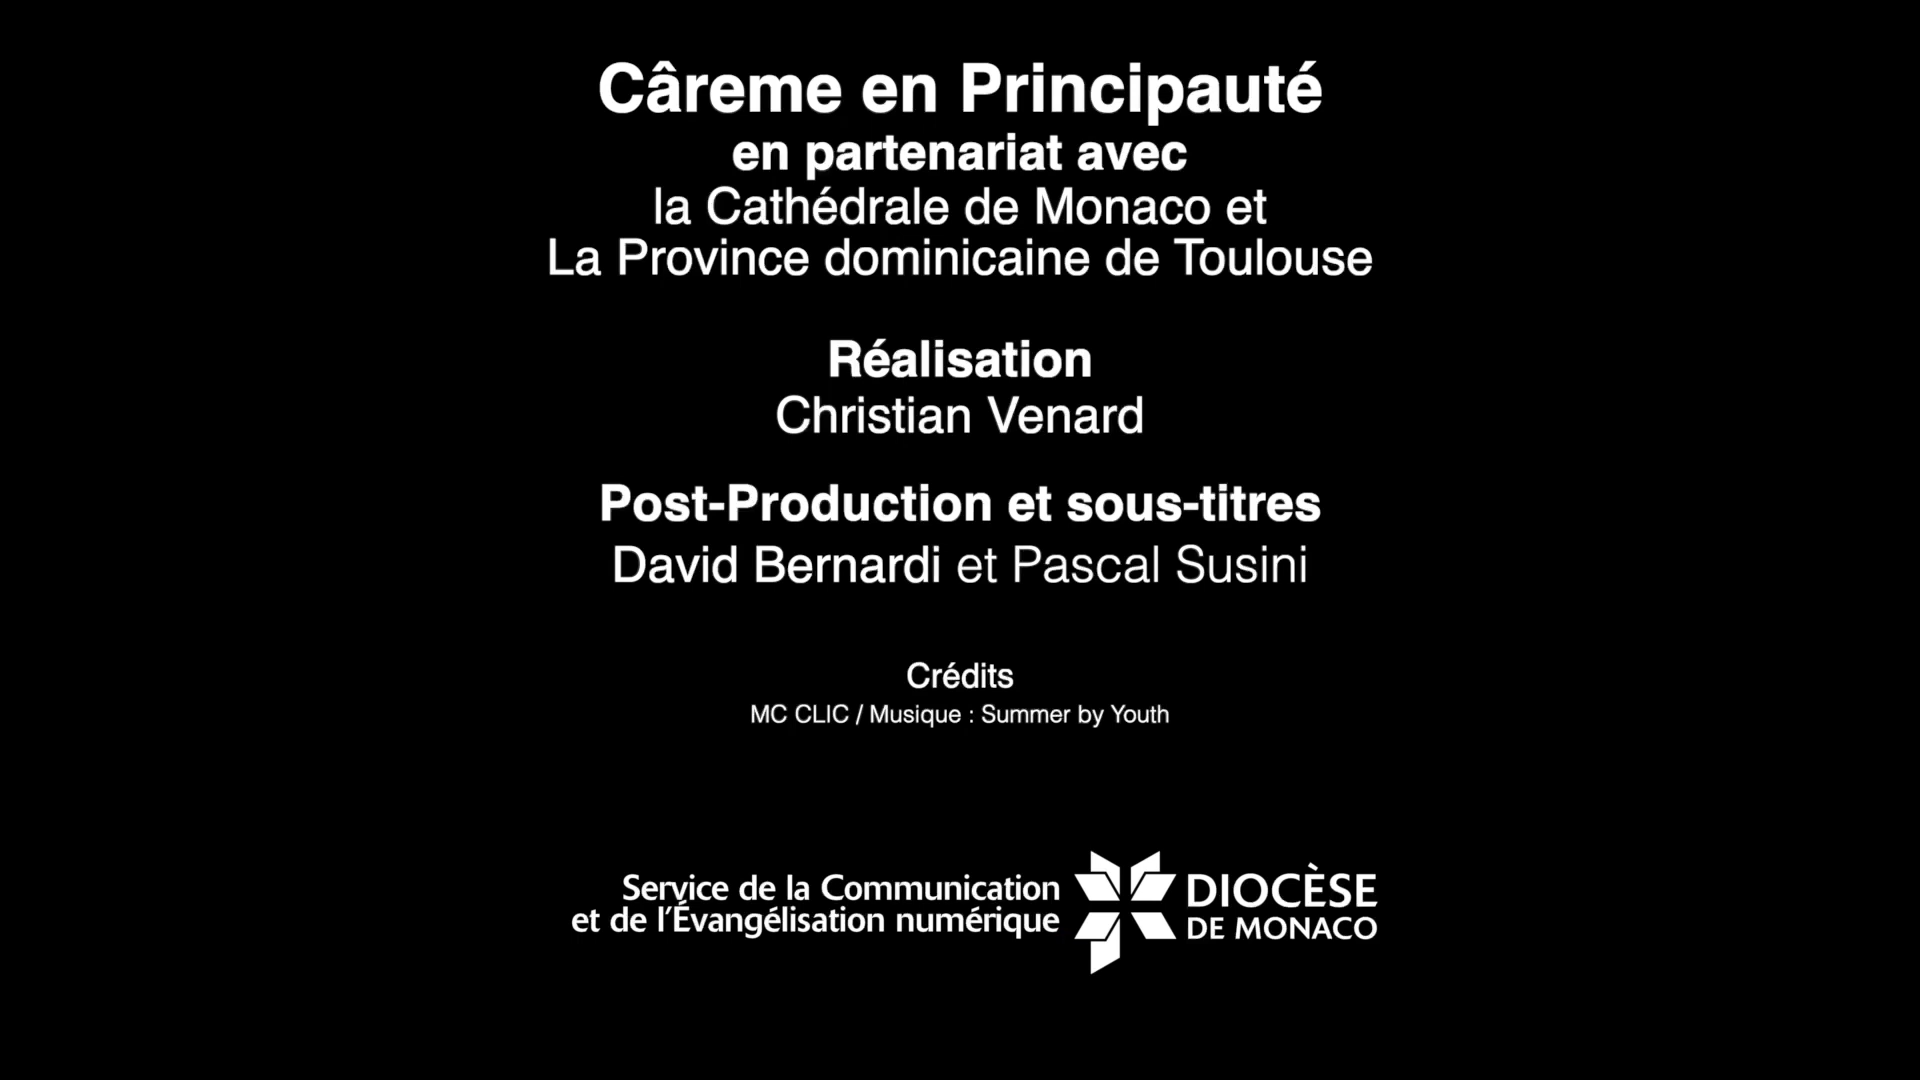 Câreme en Principauté
en partenariat avec
la Cathédrale de Monaco et
La Province dominicaine de Toulouse
Réalisation
Christian Venard
Post-Production et sous-titres
David Bernardi et Pascal Susini
Crédits
MC CLIC / Musique : Summer by Youth
Service de la Communication
et de l'Évangélisation numérique
DIOCÈSE
DE MONACO